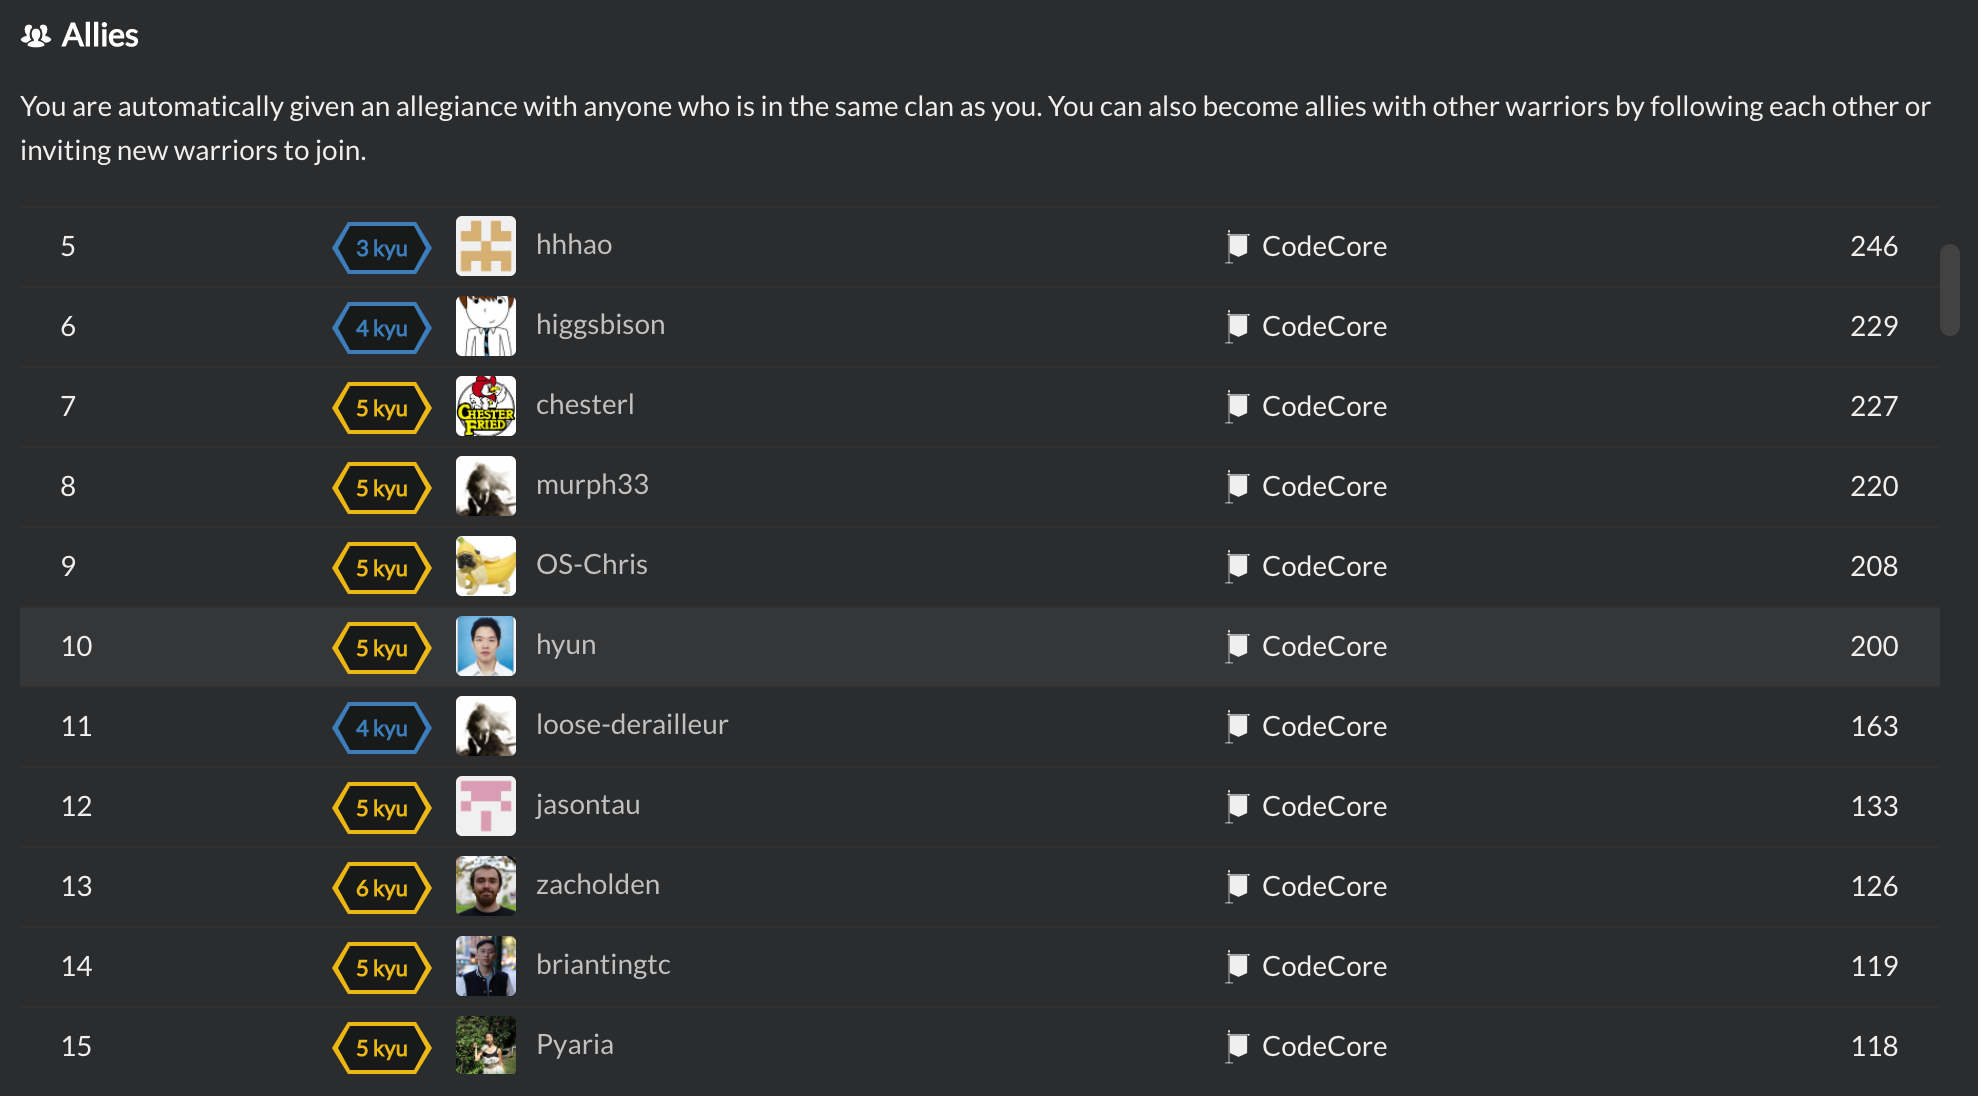 Allies
You are automatically given an allegiance with anyone who is in the same clan as you. You can also become allies with other warriors by following each other or
inviting new warriors to join.
5 3 kyu hhhao CodeCore 246
6 4 kyu higgsbison CodeCore 229
7 5 kyu CHESTER FRIED chesterl CodeCore 227
8 5 kyu murph33 CodeCore 220
9 5 kyu OS-Chris CodeCore 208
10 5 kyu hyun CodeCore 200
11 4 kyu loose-derailleur CodeCore 163
12 5 kyu jasontau CodeCore 133
13 6 kyu zacholden CodeCore 126
14 5 kyu briantingtc CodeCore 119
15 5 kyu Pyaria CodeCore 118